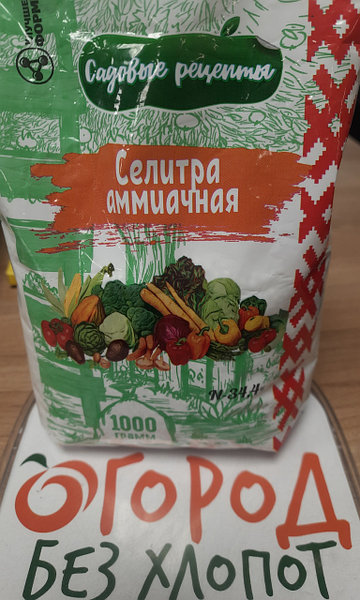 Садовые рецепты
Селитра
аммиачная
N-34,4
1000
ГРАММ
ОГОРОД
БЕЗ ХЛОПОТ